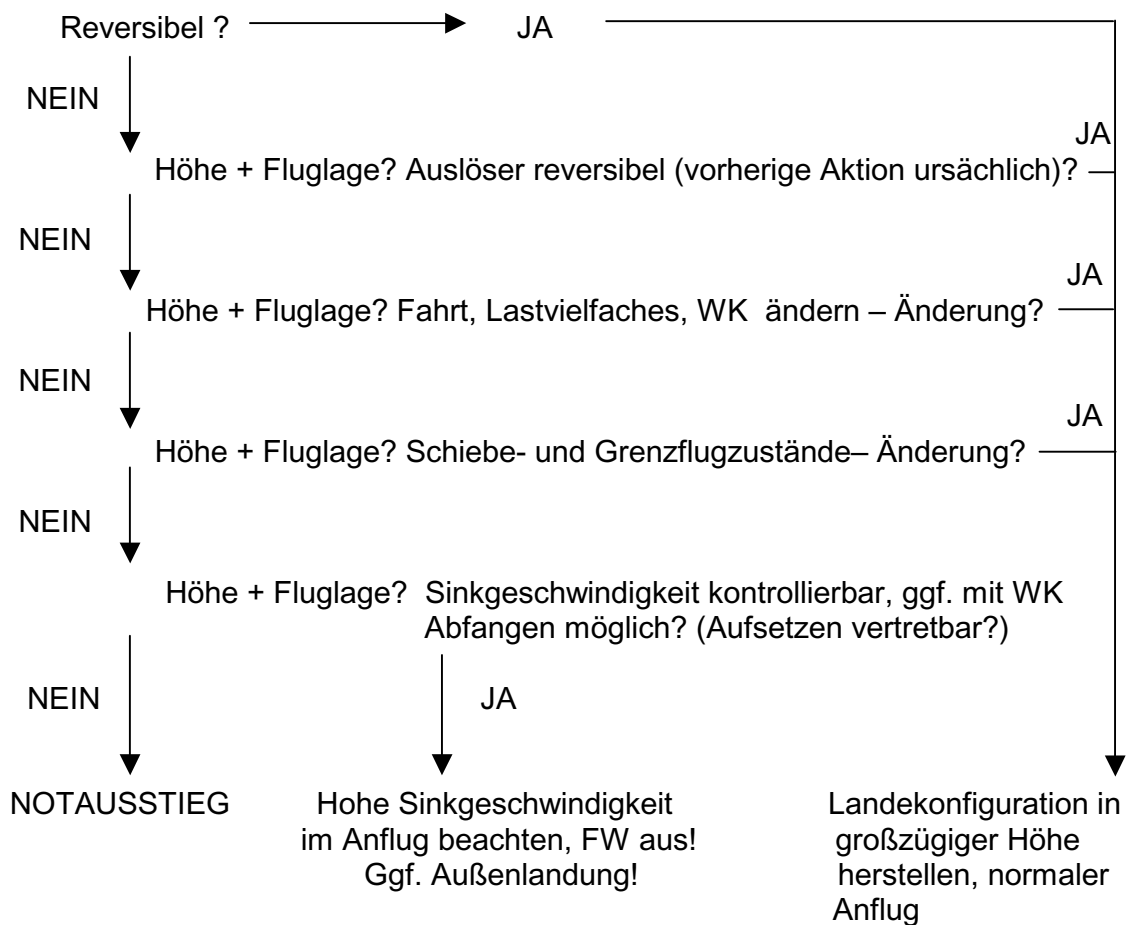 Reversibel ? JA
NEIN
JA
Höhe + Fluglage? Auslöser reversibel (vorherige Aktion ursächlich)?
NEIN
JA
Höhe + Fluglage? Fahrt, Lastvielfaches, WK ändern – Änderung?
NEIN
JA
Höhe + Fluglage? Schiebe- und Grenzflugzustände– Änderung?
NEIN
Höhe + Fluglage? Sinkgeschwindigkeit kontrollierbar, ggf. mit WK
Abfangen möglich? (Aufsetzen vertretbar?)
NEIN JA
NOTAUSSTIEG
Hohe Sinkgeschwindigkeit
im Anflug beachten, FW aus!
Ggf. Außenlandung!
Landekonfiguration in
großzügiger Höhe
herstellen, normaler
Anflug